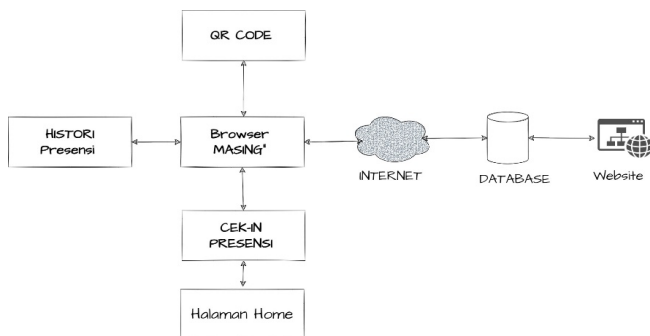 QR CODE
HISTORI
Presensi
Browser
MASING"
INTERNET
DATABASE
Website
CEK-IN
PRESENSI
Halaman Home